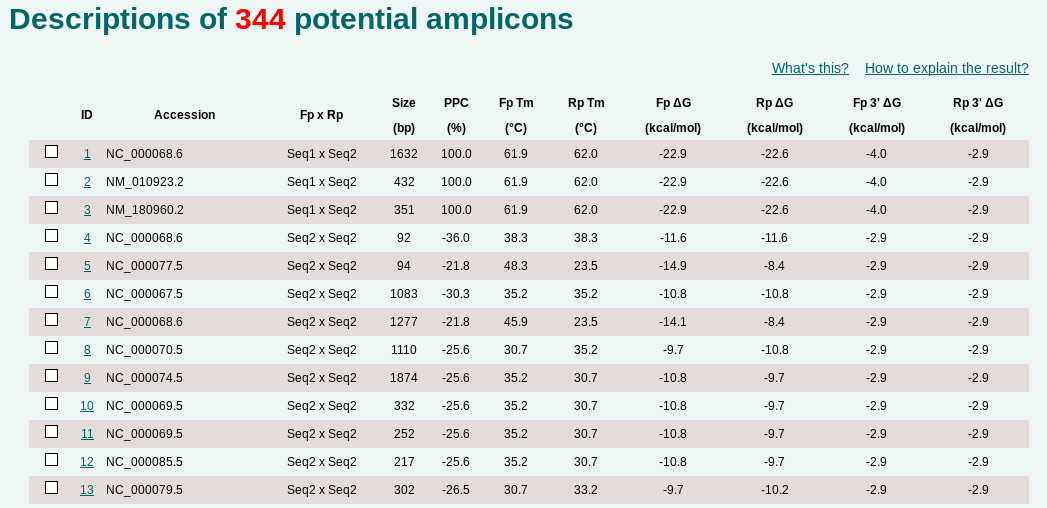 Descriptions of 344 potential amplicons
What's this? How to explain the result?
ID Accession Fp x Rp Size (bp) PPC (%) Fp Tm (°C) Rp Tm (°C) Fp ΔG (kcal/mol) Rp ΔG (kcal/mol) Fp 3' ΔG (kcal/mol) Rp 3' ΔG (kcal/mol)
1 NC_000068.6 Seq1 x Seq2 1632 100.0 61.9 62.0 -22.9 -22.6 -4.0 -2.9
2 NM_010923.2 Seq1 x Seq2 432 100.0 61.9 62.0 -22.9 -22.6 -4.0 -2.9
3 NM_180960.2 Seq1 x Seq2 351 100.0 61.9 62.0 -22.9 -22.6 -4.0 -2.9
4 NC_000068.6 Seq2 x Seq2 92 -36.0 38.3 38.3 -11.6 -11.6 -2.9 -2.9
5 NC_000077.5 Seq2 x Seq2 94 -21.8 48.3 23.5 -14.9 -8.4 -2.9 -2.9
6 NC_000067.5 Seq2 x Seq2 1083 -30.3 35.2 35.2 -10.8 -10.8 -2.9 -2.9
7 NC_000068.6 Seq2 x Seq2 1277 -21.8 45.9 23.5 -14.1 -8.4 -2.9 -2.9
8 NC_000070.5 Seq2 x Seq2 1110 -25.6 30.7 35.2 -9.7 -10.8 -2.9 -2.9
9 NC_000074.5 Seq2 x Seq2 1874 -25.6 35.2 30.7 -10.8 -9.7 -2.9 -2.9
10 NC_000069.5 Seq2 x Seq2 332 -25.6 35.2 30.7 -10.8 -9.7 -2.9 -2.9
11 NC_000069.5 Seq2 x Seq2 252 -25.6 35.2 30.7 -10.8 -9.7 -2.9 -2.9
12 NC_000085.5 Seq2 x Seq2 217 -25.6 35.2 30.7 -10.8 -9.7 -2.9 -2.9
13 NC_000079.5 Seq2 x Seq2 302 -26.5 30.7 33.2 -9.7 -10.2 -2.9 -2.9